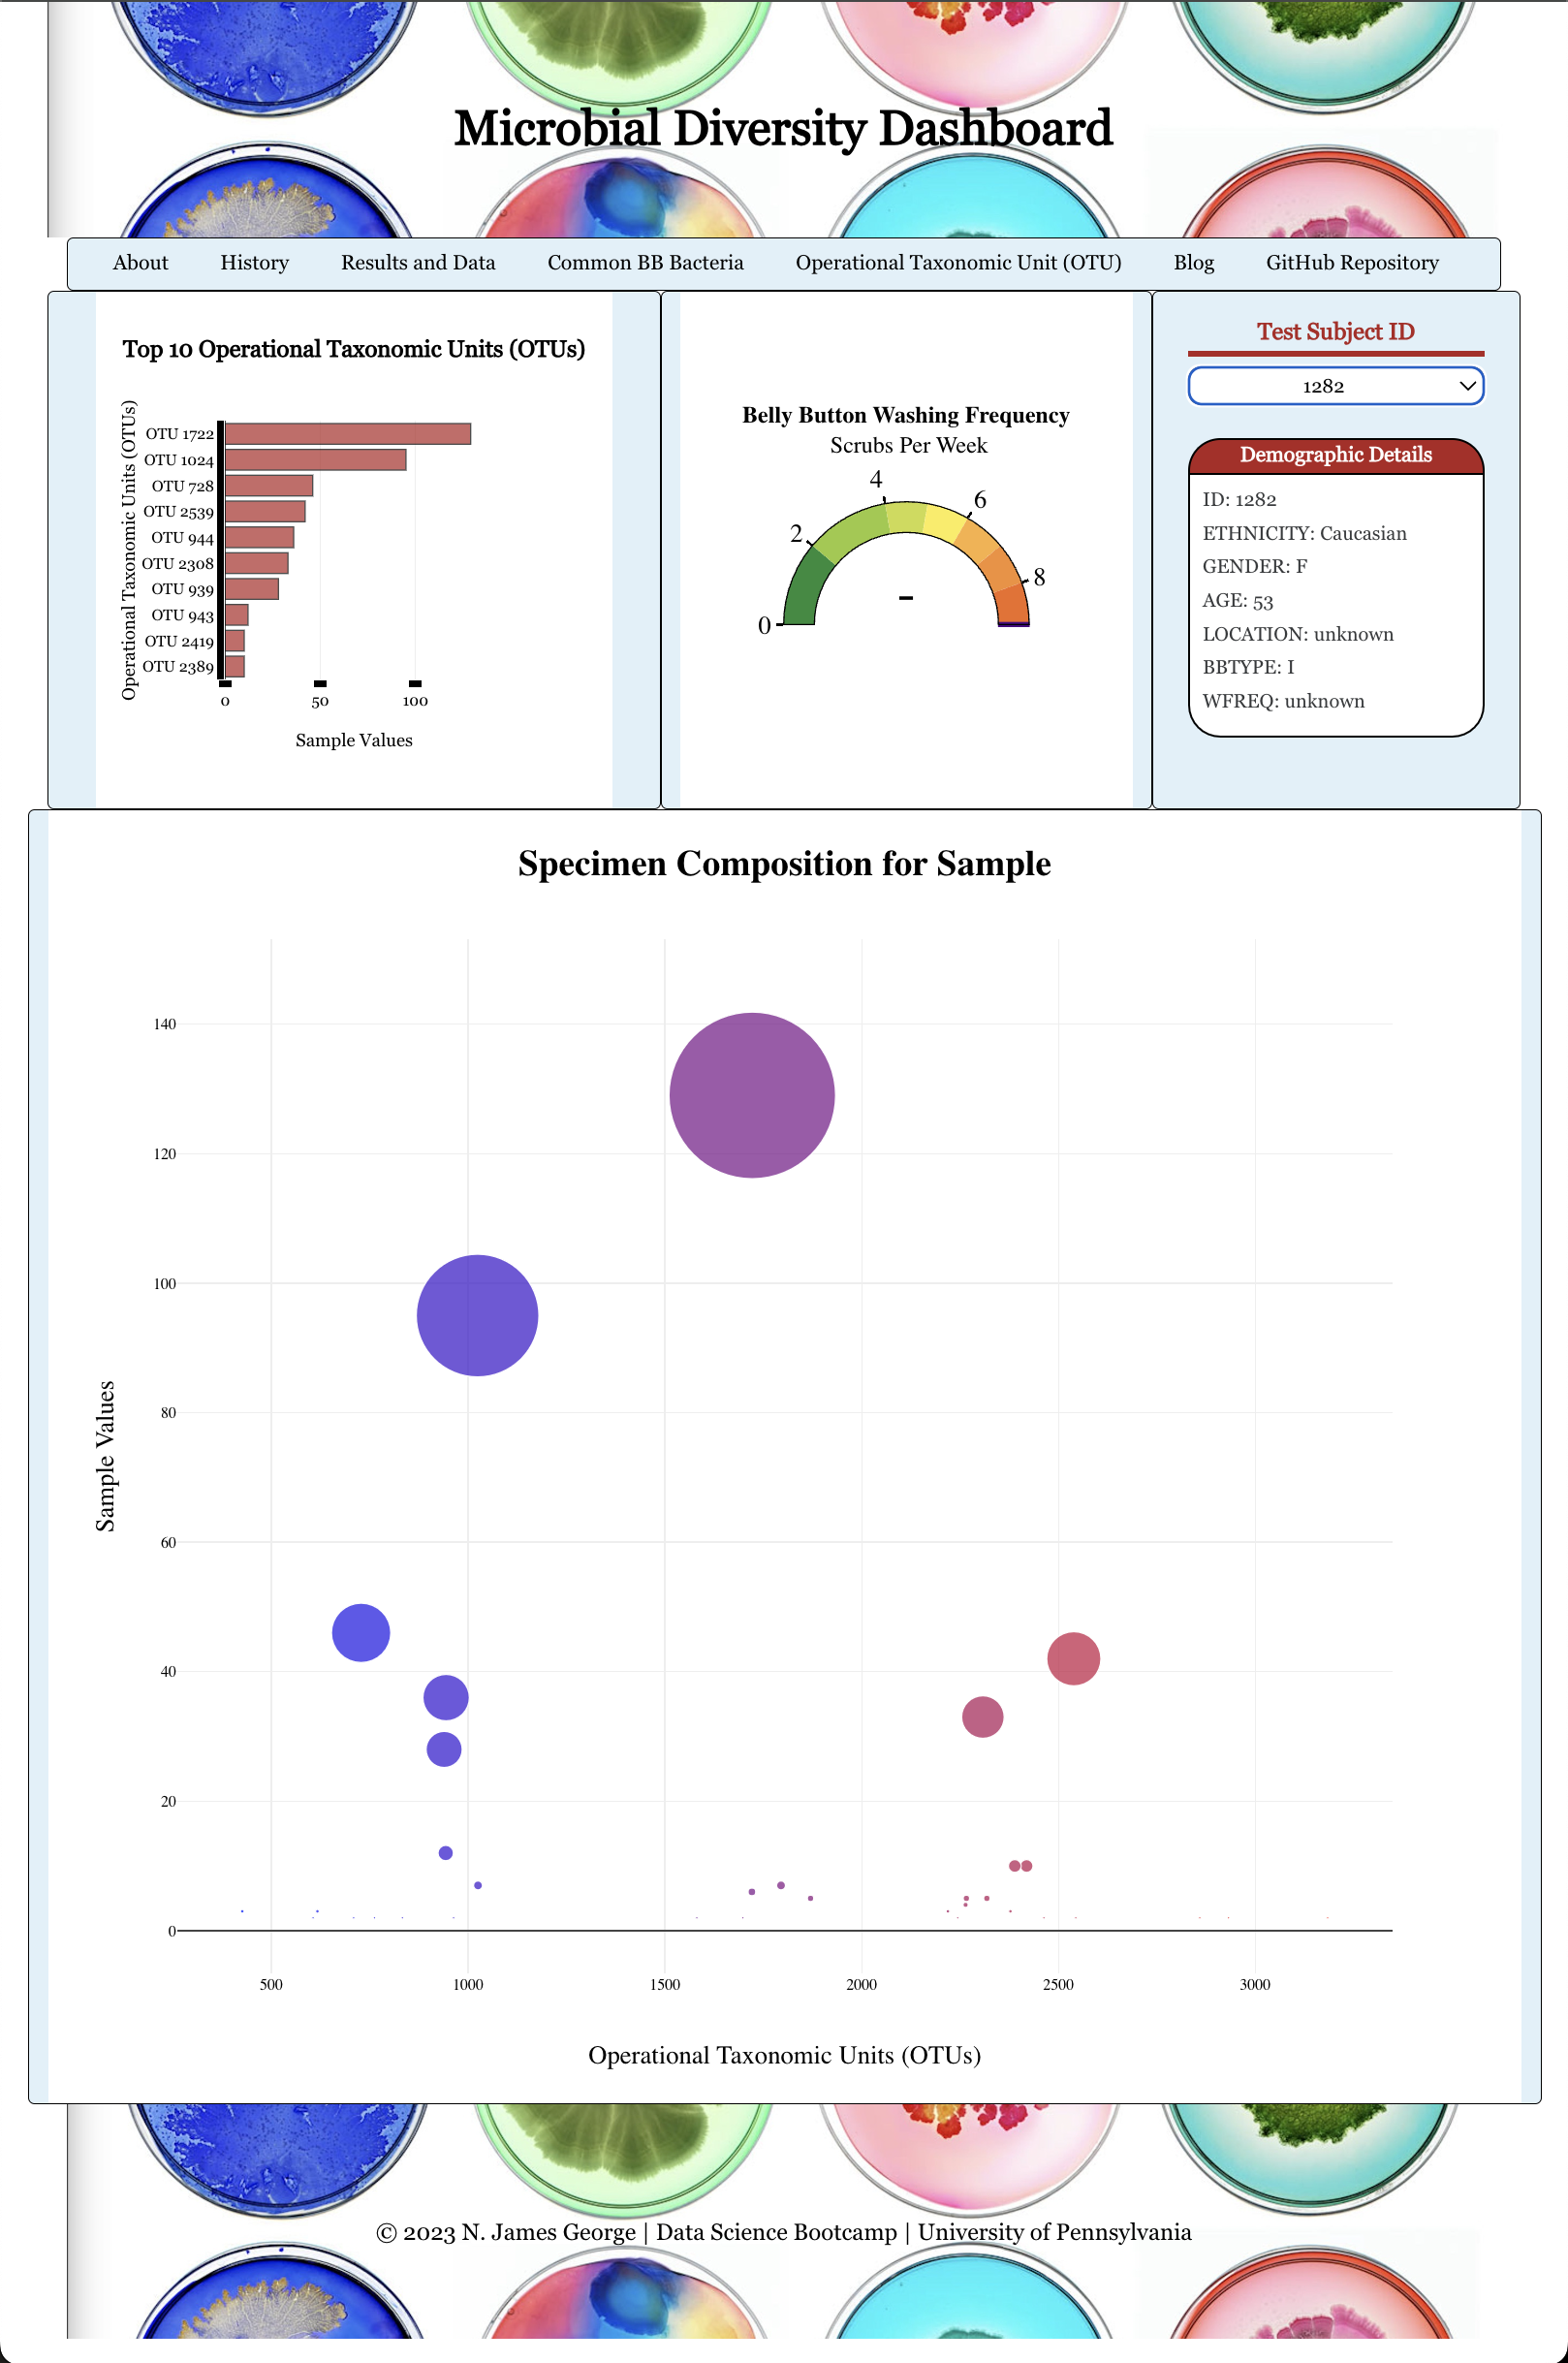 Microbial Diversity Dashboard
About History Results and Data Common BB Bacteria Operational Taxonomic Unit (OTU) Blog GitHub Repository
Top 10 Operational Taxonomic Units (OTUs)
Operational Taxonomic Units (OTUs)
OTU 1722
OTU 1024
OTU 728
OTU 2539
OTU 944
OTU 2308
OTU 939
OTU 943
OTU 2419
OTU 2389
0 50 100
Sample Values
Belly Button Washing Frequency
Scrubs Per Week
0 2 4 6 8
-
Test Subject ID
1282
Demographic Details
ID: 1282
ETHNICITY: Caucasian
GENDER: F
AGE: 53
LOCATION: unknown
BBTYPE: I
WFREQ: unknown
Specimen Composition for Sample
Sample Values
140
120
100
80
60
40
20
0
500 1000 1500 2000 2500 3000
Operational Taxonomic Units (OTUs)
© 2023 N. James George | Data Science Bootcamp | University of Pennsylvania